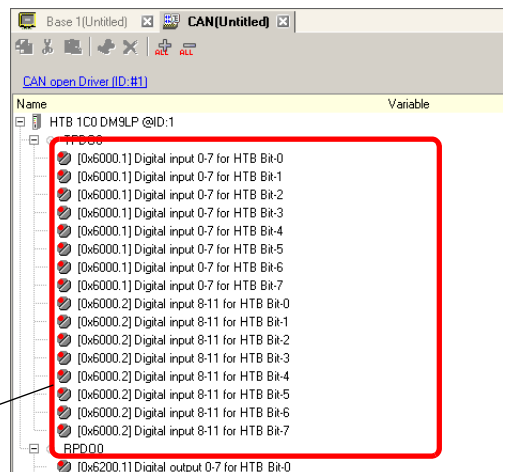 Base 1(Untitled) CAN(Untitled)
ALL ALL
CAN open Driver (ID:#1)
Name Variable
HTB 1C0 DM9LP @ID:1
TPDO0
[0x6000.1] Digital input 0-7 for HTB Bit-0
[0x6000.1] Digital input 0-7 for HTB Bit-1
[0x6000.1] Digital input 0-7 for HTB Bit-2
[0x6000.1] Digital input 0-7 for HTB Bit-3
[0x6000.1] Digital input 0-7 for HTB Bit-4
[0x6000.1] Digital input 0-7 for HTB Bit-5
[0x6000.1] Digital input 0-7 for HTB Bit-6
[0x6000.1] Digital input 0-7 for HTB Bit-7
[0x6000.2] Digital input 8-11 for HTB Bit-0
[0x6000.2] Digital input 8-11 for HTB Bit-1
[0x6000.2] Digital input 8-11 for HTB Bit-2
[0x6000.2] Digital input 8-11 for HTB Bit-3
[0x6000.2] Digital input 8-11 for HTB Bit-4
[0x6000.2] Digital input 8-11 for HTB Bit-5
[0x6000.2] Digital input 8-11 for HTB Bit-6
[0x6000.2] Digital input 8-11 for HTB Bit-7
RPDO0
[0x6200.1] Digital output 0-7 for HTB Bit-0